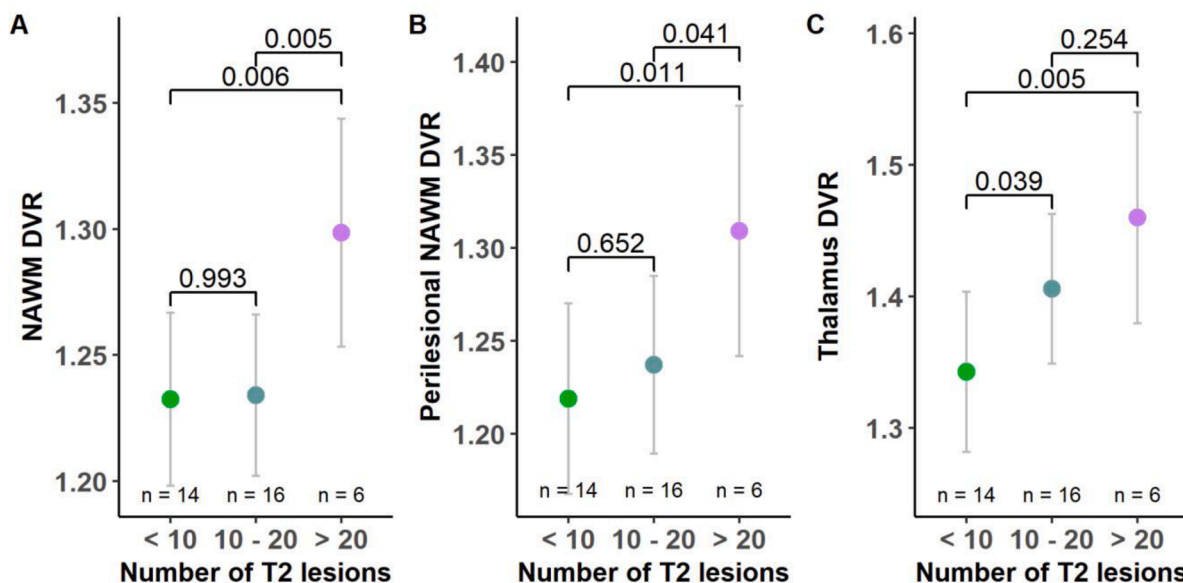 A
NAWM DVR
1.35
1.30
1.25
1.20
0.005
0.006
0.993
n = 14 n = 16 n = 6
< 10 10 - 20 > 20
Number of T2 lesions
B
Perilesional NAWM DVR
1.40
1.35
1.30
1.25
1.20
0.041
0.011
0.652
n = 14 n = 16 n = 6
< 10 10 - 20 > 20
Number of T2 lesions
C
Thalamus DVR
1.6
1.5
1.4
1.3
0.254
0.005
0.039
n = 14 n = 16 n = 6
< 10 10 - 20 > 20
Number of T2 lesions